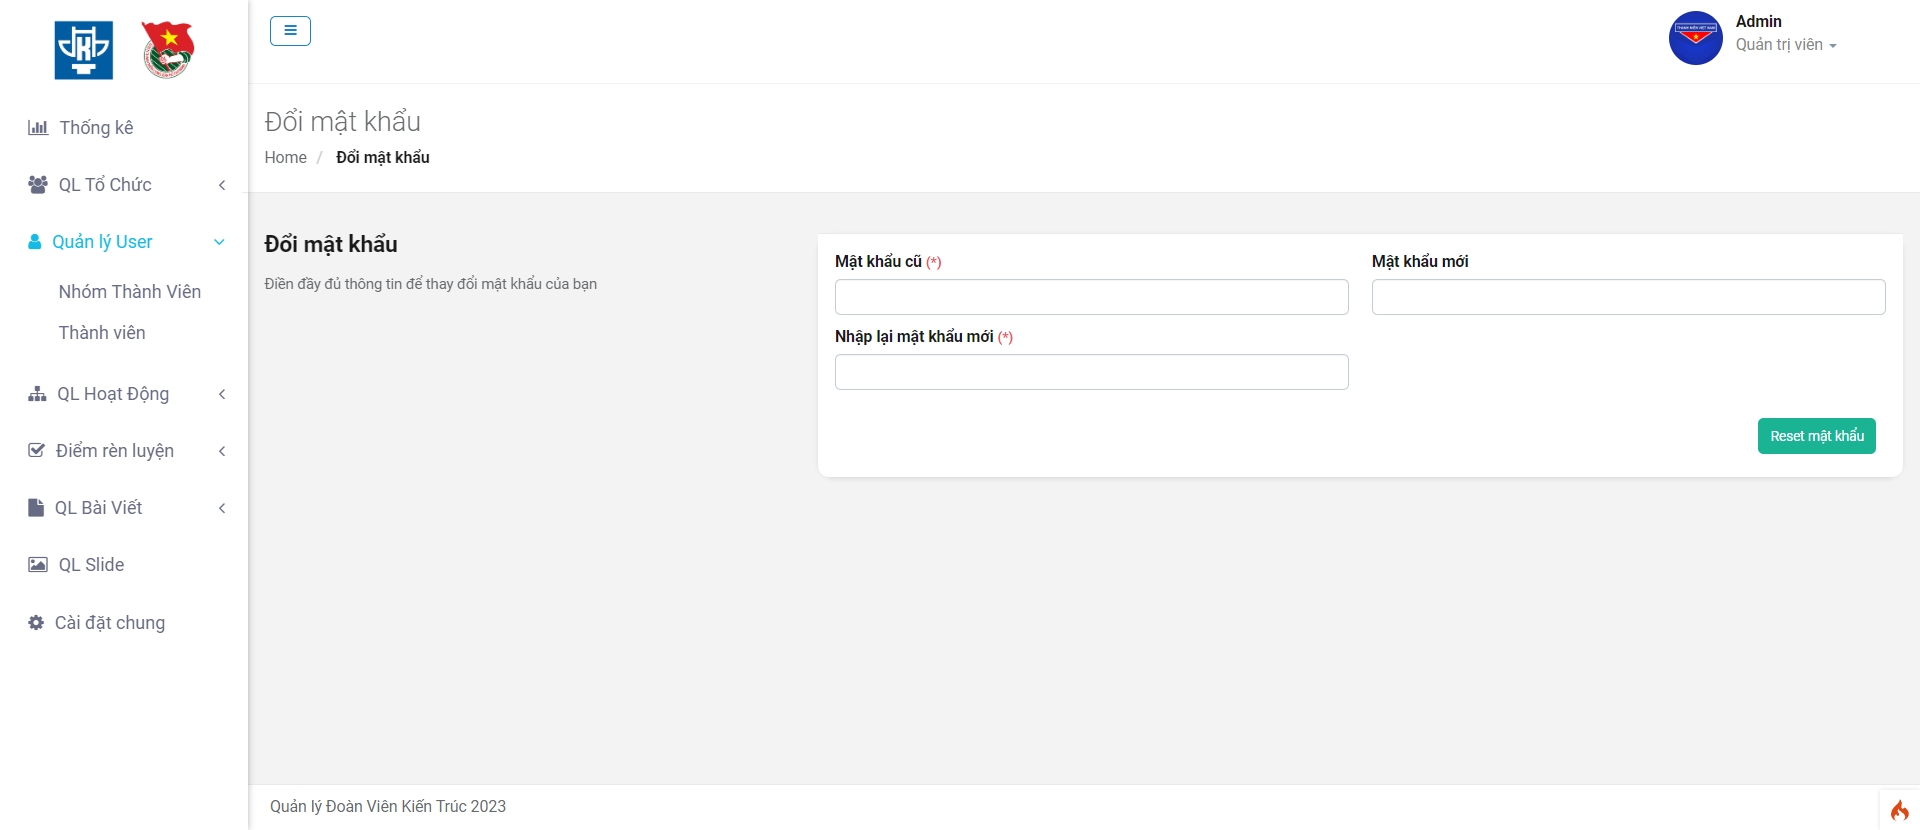 Admin
Quản trị viên
Thống kê
QL Tổ Chức
Quản lý User
Nhóm Thành Viên
Thành viên
QL Hoạt Động
Điểm rèn luyện
QL Bài Viết
QL Slide
Cài đặt chung
Đổi mật khẩu
Home / Đổi mật khẩu
Đổi mật khẩu
Điền đầy đủ thông tin để thay đổi mật khẩu của bạn
Mật khẩu cũ (*)
Mật khẩu mới
Nhập lại mật khẩu mới (*)
Reset mật khẩu
Quản lý Đoàn Viên Kiến Trúc 2023